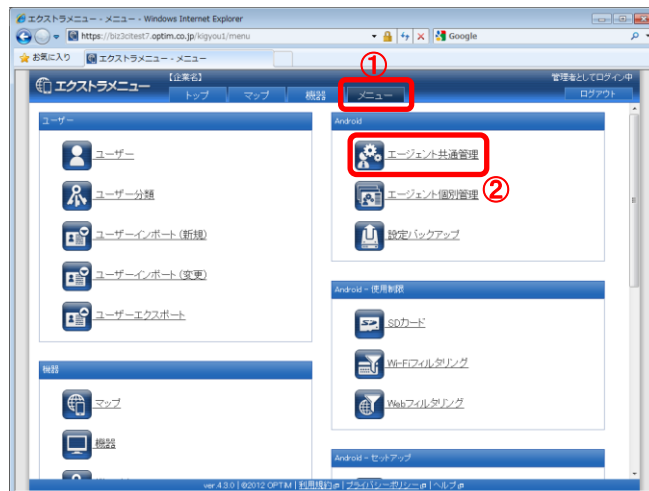 エクストラメニュー - メニュー - Windows Internet Explorer
https://biz3citest7.optim.co.jp/kigyou1/menu
Google
お気に入り
エクストラメニュー - メニュー
①
エクストラメニュー
[企業名]
管理者としてログイン中
トップ
マップ
機器
メニュー
ログアウト
ユーザー
ユーザー
ユーザー分類
ユーザーインポート(新規)
ユーザーインポート(変更)
ユーザーエクスポート
機器
マップ
機器
Android
エージェント共通管理
エージェント個別管理
②
設定バックアップ
Android - 使用制限
SDカード
Wi-Fiフィルタリング
Webフィルタリング
Android - セットアップ
ver.4.3.0 | ©2012 OPTiM | 利用規約 | プライバシーポリシー | ヘルプ